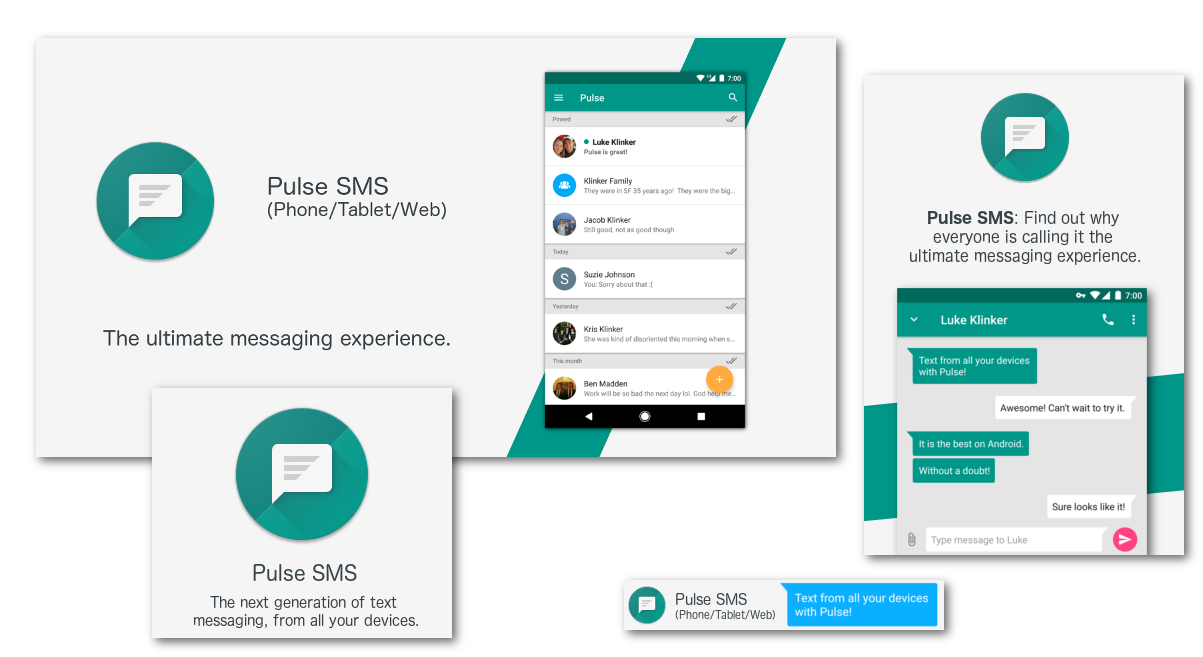 Pulse SMS
(Phone/Tablet/Web)
The ultimate messaging experience.
7:00
Pulse
Pinned
Luke Klinker
Pulse is great!
Klinker Family
They were in SF 35 years ago! They were the big...
Jacob Klinker
Still good, not as good though
Today
S
Suzie Johnson
You: Sorry about that :(
Yesterday
Kris Klinker
She was kind of disoriented this morning when s...
This month
Ben Madden
Work will be so bad the next day lol. God help me...
Pulse SMS
The next generation of text
messaging, from all your devices.
Pulse SMS: Find out why
everyone is calling it the
ultimate messaging experience.
7:00
Luke Klinker
Text from all your devices
with Pulse!
Awesome! Can't wait to try it.
It is the best on Android.
Without a doubt!
Sure looks like it!
Type message to Luke
Pulse SMS
(Phone/Tablet/Web)
Text from all your devices
with Pulse!